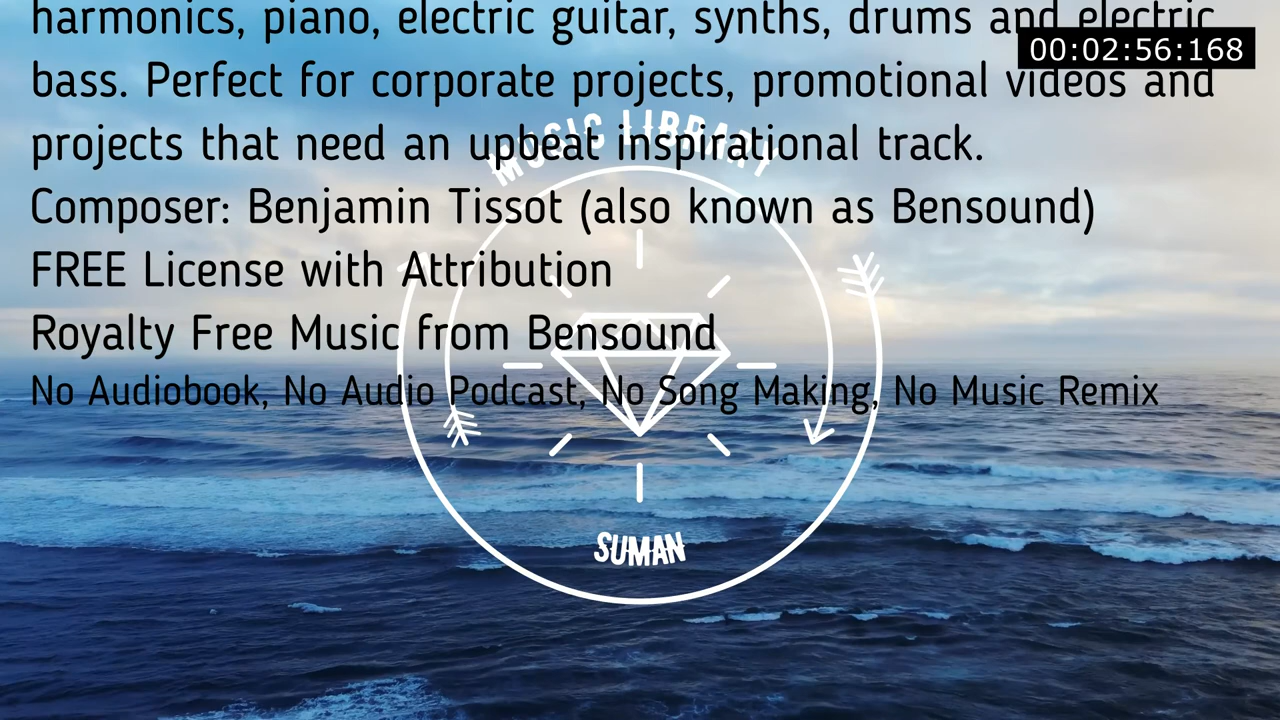 harmonics, piano, electric guitar, synths, drums and electric
00:02:56:168
bass. Perfect for corporate projects, promotional videos and
MUSIC LIBRARY
projects that need an upbeat inspirational track.
Composer: Benjamin Tissot (also known as Bensound)
FREE License with Attribution
Royalty Free Music from Bensound
No Audiobook, No Audio Podcast, No Song Making, No Music Remix
SUMAN